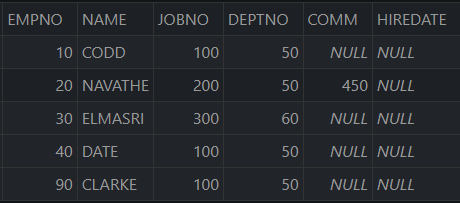 EMPNO NAME JOBNO DEPTNO COMM HIREDATE
10 CODD 100 50 NULL NULL
20 NAVATHE 200 50 450 NULL
30 ELMASRI 300 60 NULL NULL
40 DATE 100 50 NULL NULL
90 CLARKE 100 50 NULL NULL